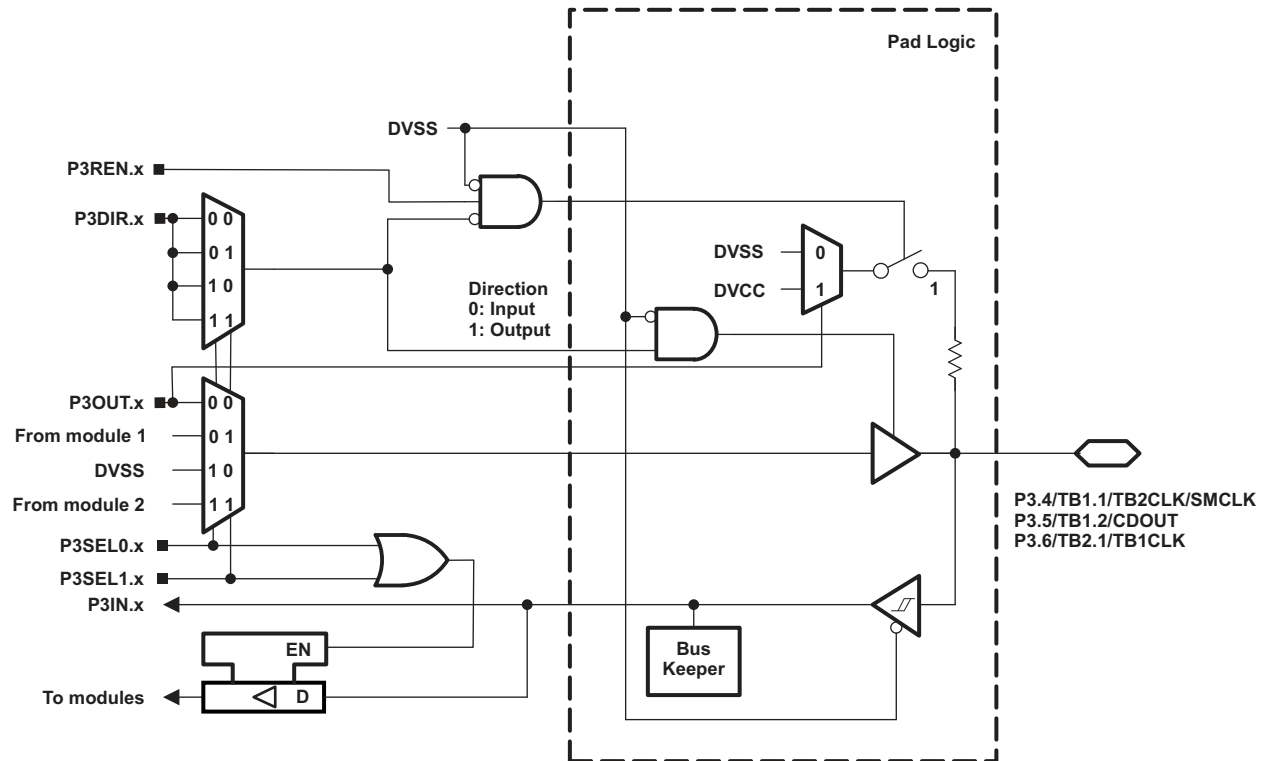 Pad Logic
DVSS
P3REN.x
P3DIR.x
0 0
0 1
1 0
1 1
Direction
0: Input
1: Output
DVSS
0
DVCC
1
1
P3OUT.x
0 0
From module 1
0 1
DVSS
1 0
From module 2
1 1
P3.4/TB1.1/TB2CLK/SMCLK
P3.5/TB1.2/CDOUT
P3.6/TB2.1/TB1CLK
P3SEL0.x
P3SEL1.x
P3IN.x
EN
Bus
Keeper
To modules
D